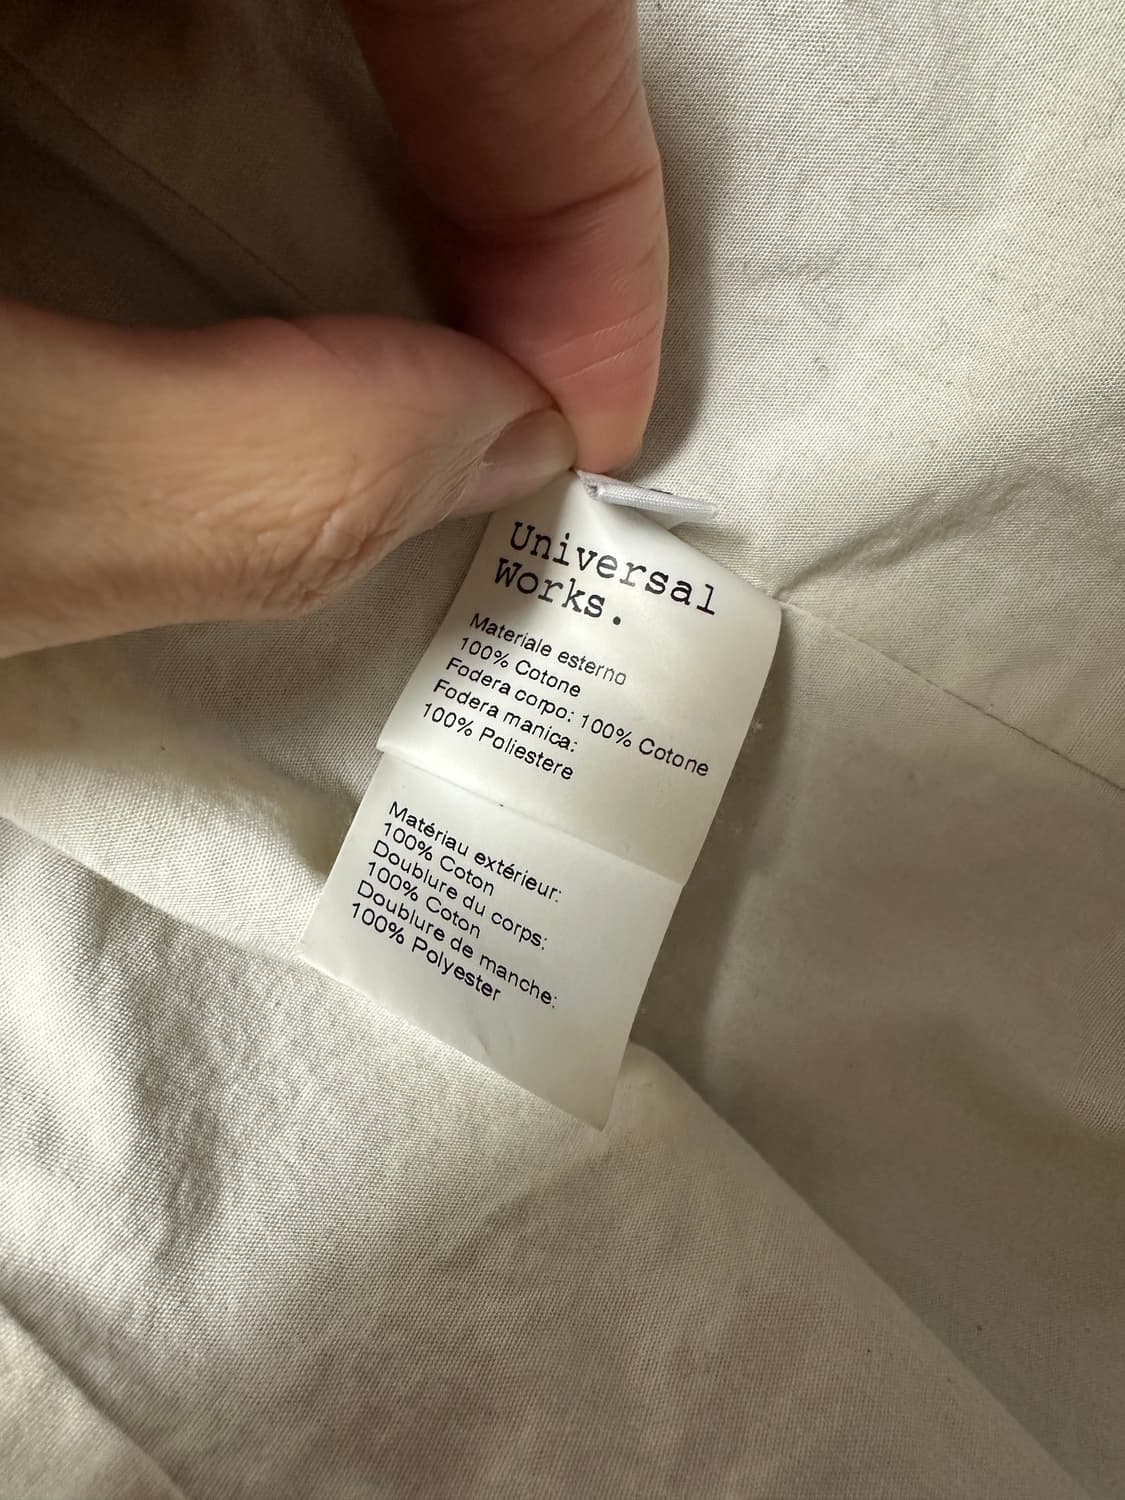 Universal
Works.
Materiale esterno
100% Cotone
Fodera corpo: 100% Cotone
Fodera manica:
100% Poliestere
Matériau extérieur:
100% Coton
Doublure du corps:
100% Coton
Doublure de manche:
100% Polyester